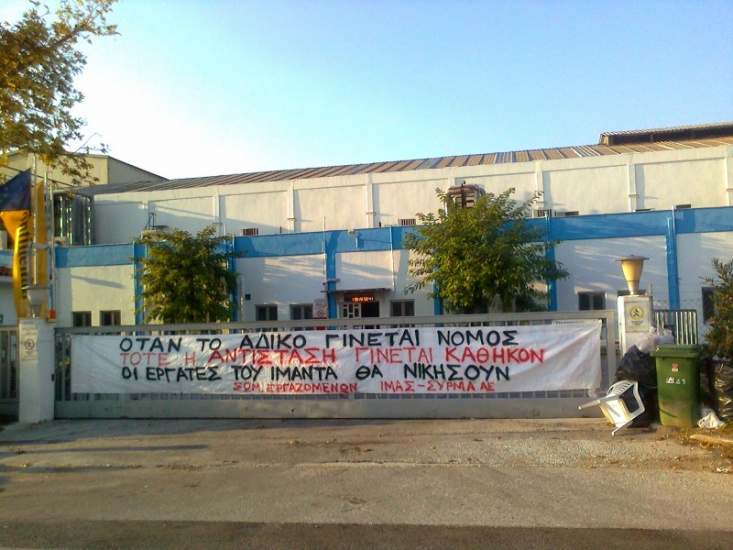 ΟΤΑΝ ΤΟ ΑΔΙΚΟ ΓΙΝΕΤΑΙ ΝΟΜΟΣ
ΤΟΤΕ Η ΑΝΤΙΣΤΑΣΗ ΓΙΝΕΤΑΙ ΚΑΘΗΚΟΝ
ΟΙ ΕΡΓΑΤΕΣ ΤΟΥ ΙΜΑΝΤΑ ΘΑ ΝΙΚΗΣΟΥΝ
ΣΩΜ. ΕΡΓΑΖΟΜΕΝΩΝ ΙΜΑΣ-ΣΥΡΜΑ ΑΕ